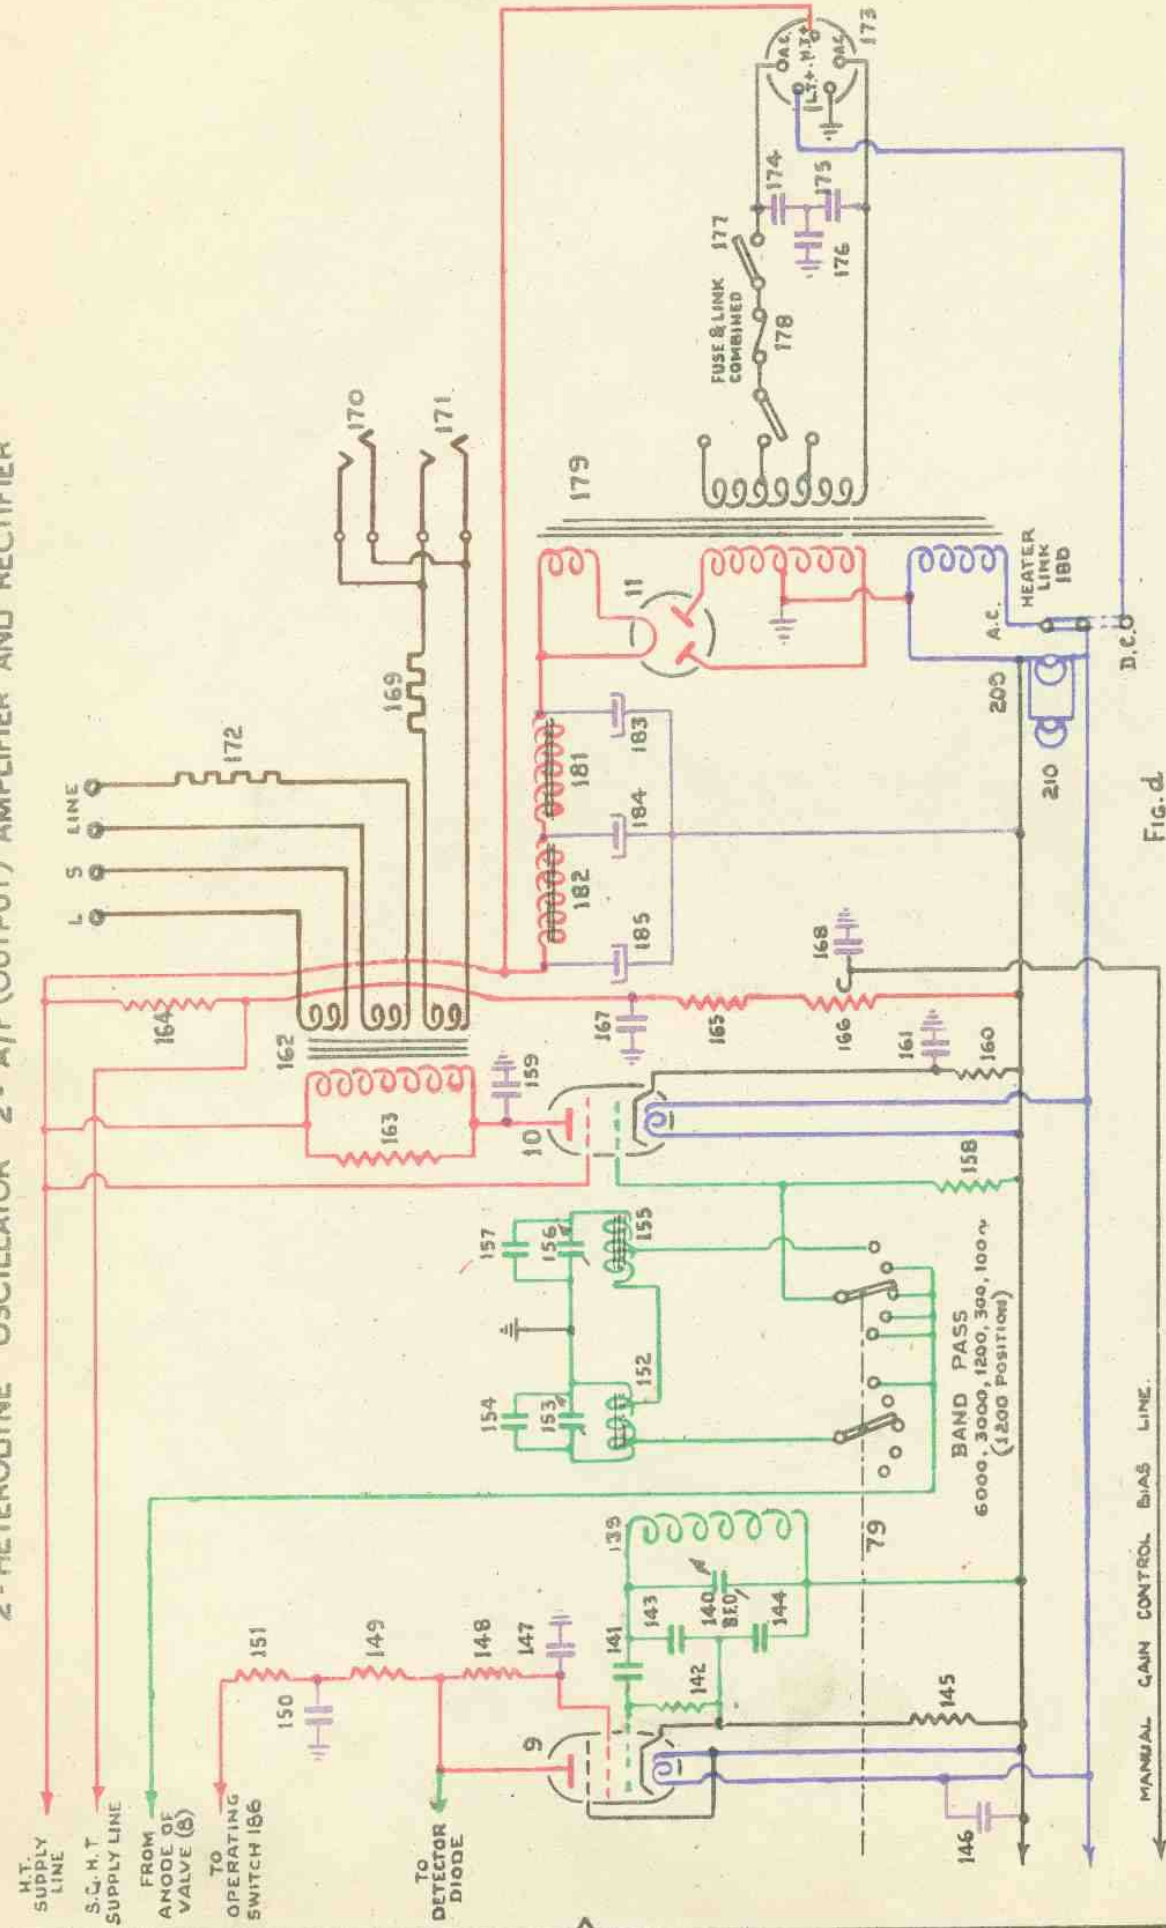 2ⁿᵈ HETERODINE OSCILLATOR 2ⁿᵈ A/F (OUTPUT) AMPLIFIER AND RECTIFIER
H.T.
SUPPLY
LINE
S.G. H.T
SUPPLY LINE
FROM
ANODE OF
VALVE (8)
TO
OPERATING
SWITCH 186
TO
DETECTOR
DIODE
151
150
149
148
147
9
141
143
139
140
B.F.O.
142
144
145
146
79
154
153
152
157
156
155
BAND PASS
6000, 3000, 1200, 300, 100~
(1200 POSITION)
158
10
159
163
162
164
160
161
167
165
166
168
L
S
LINE
172
169
170
171
185
182
184
181
183
11
179
210
209
A.C.
HEATER
LINK
180
D.C.
FUSE & LINK
COMBINED
178
177
176
174
175
A.C.
H.T+
L.T+.
A.C.
173
MANUAL GAIN CONTROL BIAS LINE.
FIG. d